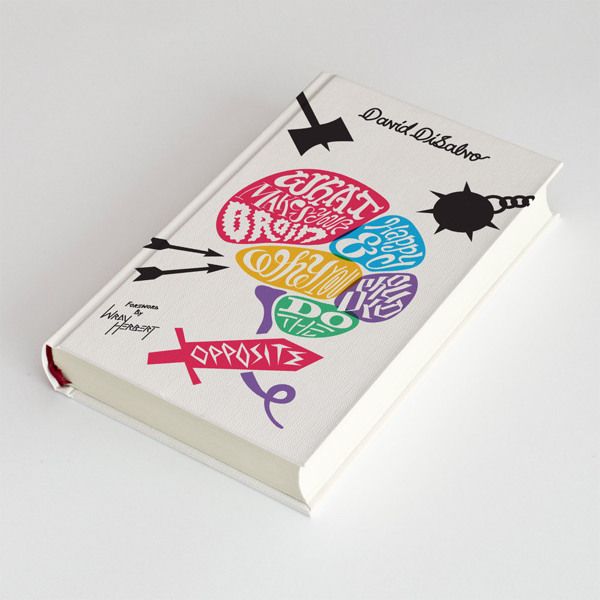 David DiSalvo
WHAT
MAKES Your
BRAIN
Happy
&
Why YOU
SHOULD
DO
THE
OPPOSITE
FOREWORD
By
WRAY
HERBERT